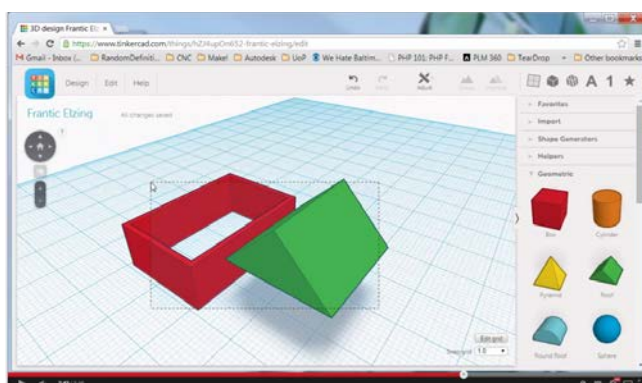 3D design Frantic Elz
https://www.tinkercad.com/things/hZJ4upOn652-frantic-elzing/edit
Gmail - Inbox (... RandomDefiniti... CNC Make! Autodesk UoP We Hate Baltim... PHP 101: PHP F... PLM 360 TearDrop Other bookmarks
Design Edit Help Undo Redo Adjust
A 1
Frantic Elzing All changes saved
Favorites
Import
Shape Generators
Helpers
Geometric
Box Cylinder
Pyramid Roof
Edit grid
Snap grid 1.0
Round Roof Sphere